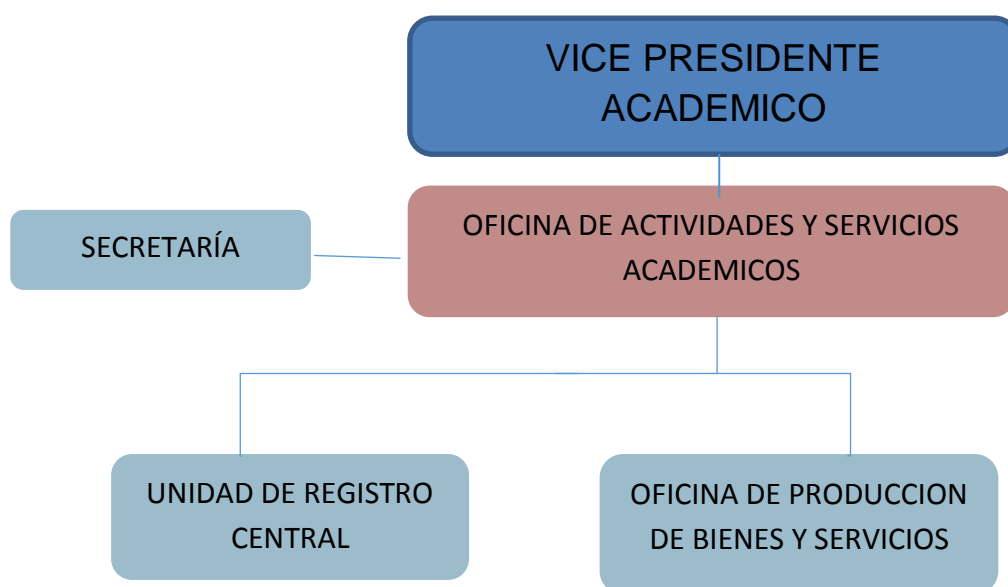 VICE PRESIDENTE
ACADEMICO
OFICINA DE ACTIVIDADES Y SERVICIOS
ACADEMICOS
SECRETARÍA
UNIDAD DE REGISTRO
CENTRAL
OFICINA DE PRODUCCION
DE BIENES Y SERVICIOS